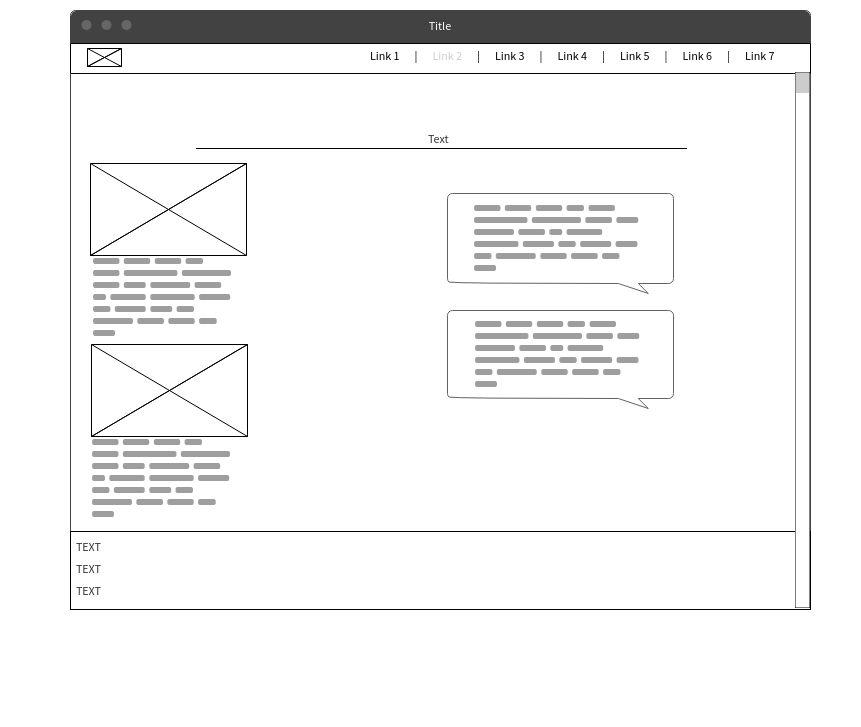 Title
Link 1 | Link 2 | Link 3 | Link 4 | Link 5 | Link 6 | Link 7
Text
TEXT
TEXT
TEXT